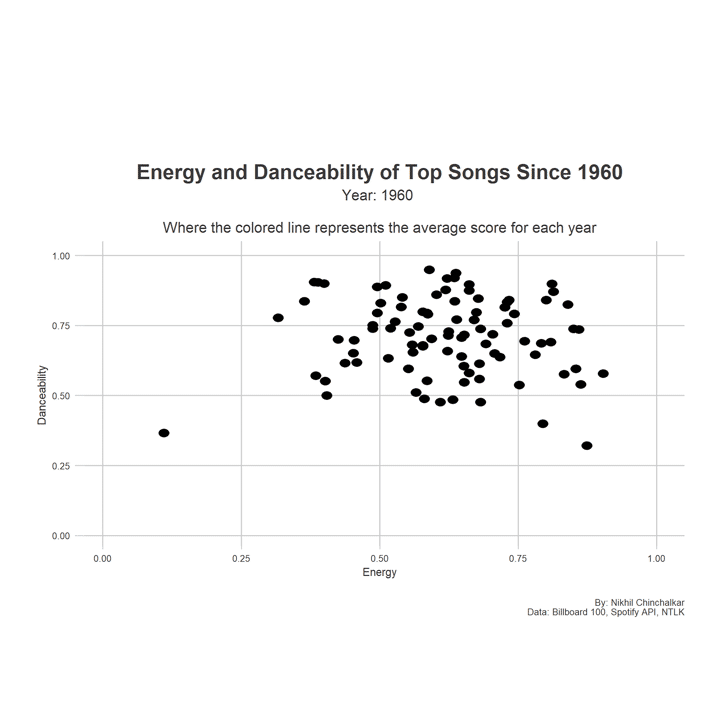 Energy and Danceability of Top Songs Since 1960
Year: 1960
Where the colored line represents the average score for each year
1.00
0.75
0.50
0.25
0.00
Danceability
0.00 0.25 0.50 0.75 1.00
Energy
By: Nikhil Chinchalkar
Data: Billboard 100, Spotify API, NTLK